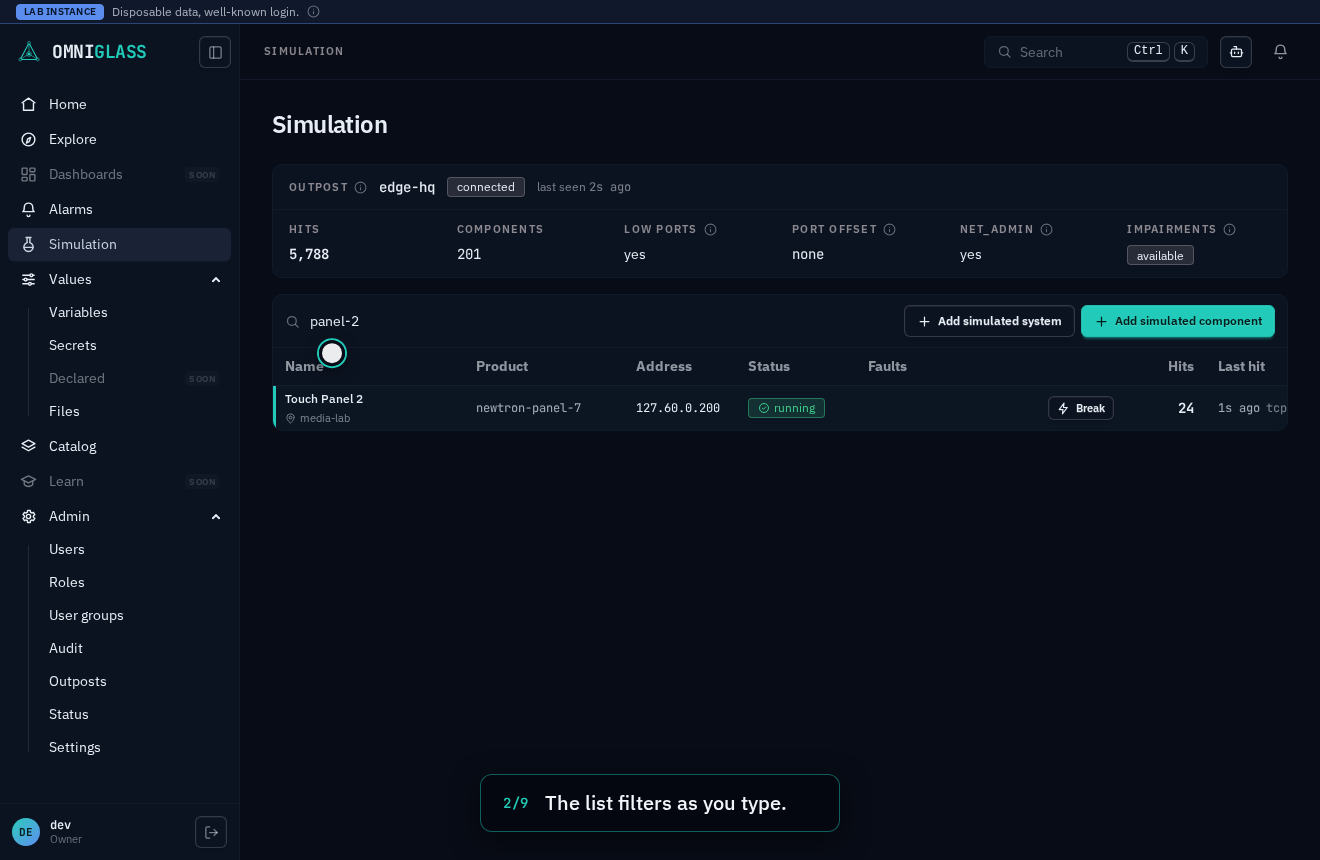 LAB INSTANCE Disposable data, well-known login.
OMNIGLASS
SIMULATION
Search Ctrl K
Home
Explore
Dashboards SOON
Alarms
Simulation
Values
Variables
Secrets
Declared SOON
Files
Catalog
Learn SOON
Admin
Users
Roles
User groups
Audit
Outposts
Status
Settings
DE dev
Owner
Simulation
OUTPOST edge-hq connected last seen 2s ago
HITS COMPONENTS LOW PORTS PORT OFFSET NET_ADMIN IMPAIRMENTS
5,788 201 yes none yes available
panel-2 Add simulated system Add simulated component
Name Product Address Status Faults Hits Last hit
Touch Panel 2 newtron-panel-7 127.60.0.200 running Break 24 1s ago tcp
media-lab
2/9 The list filters as you type.